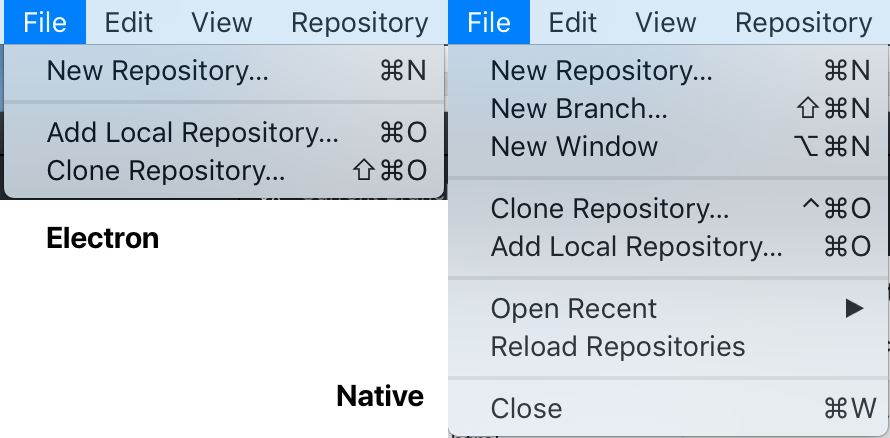 File Edit View Repository
New Repository... ⌘N
Add Local Repository... ⌘O
Clone Repository... ⇧⌘O
Electron
Native
File Edit View Repository
New Repository... ⌘N
New Branch... ⇧⌘N
New Window ⌥⌘N
Clone Repository... ^⌘O
Add Local Repository... ⌘O
Open Recent ▶
Reload Repositories
Close ⌘W